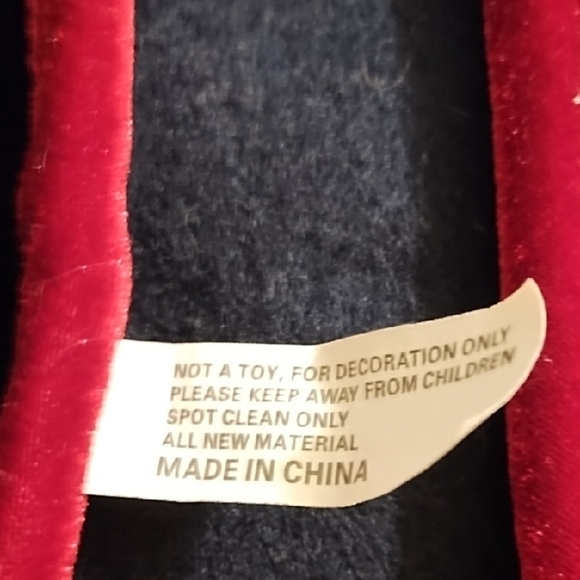 NOT A TOY, FOR DECORATION ONLY
PLEASE KEEP AWAY FROM CHILDREN
SPOT CLEAN ONLY
ALL NEW MATERIAL
MADE IN CHINA